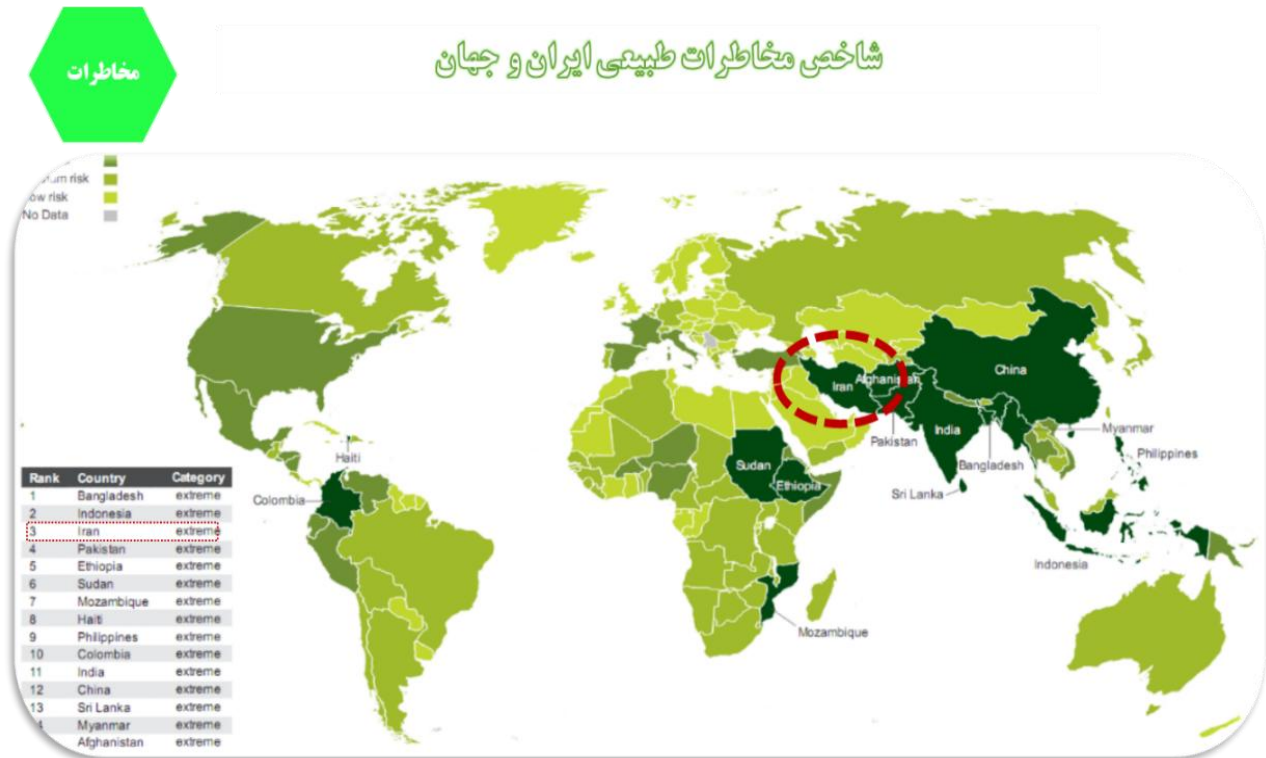 مخاطرات
شاخص مخاطرات طبیعی ایران و جهان
risk
risk
No Data
Iran
Afghanistan
China
India
Pakistan
Bangladesh
Myanmar
Philippines
Sri Lanka
Indonesia
Sudan
Ethiopia
Mozambique
Haiti
Colombia
Rank Country Category
1 Bangladesh extreme
2 Indonesia extreme
3 Iran extreme
4 Pakistan extreme
5 Ethiopia extreme
6 Sudan extreme
7 Mozambique extreme
8 Haiti extreme
9 Philippines extreme
10 Colombia extreme
11 India extreme
12 China extreme
13 Sri Lanka extreme
Myanmar extreme
Afghanistan extreme